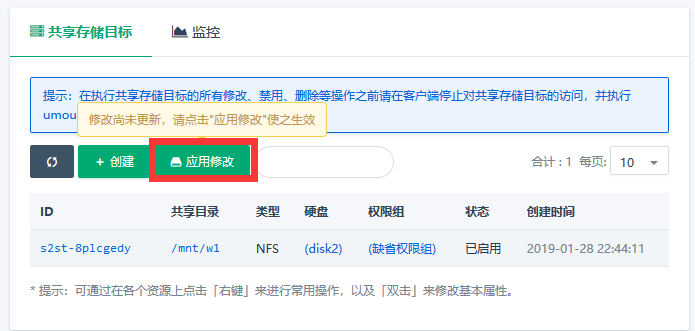 共享存储目标 监控
提示：在执行共享存储目标的所有修改、禁用、删除等操作之前请在客户端停止对共享存储目标的访问，并执行
umou
修改尚未更新，请点击"应用修改"使之生效
+ 创建 应用修改 合计 : 1 每页: 10
ID 共享目录 类型 硬盘 权限组 状态 创建时间
s2st-8plcgedy /mnt/w1 NFS (disk2) (缺省权限组) 已启用 2019-01-28 22:44:11
* 提示：可通过在各个资源上点击「右键」来进行常用操作，以及「双击」来修改基本属性。